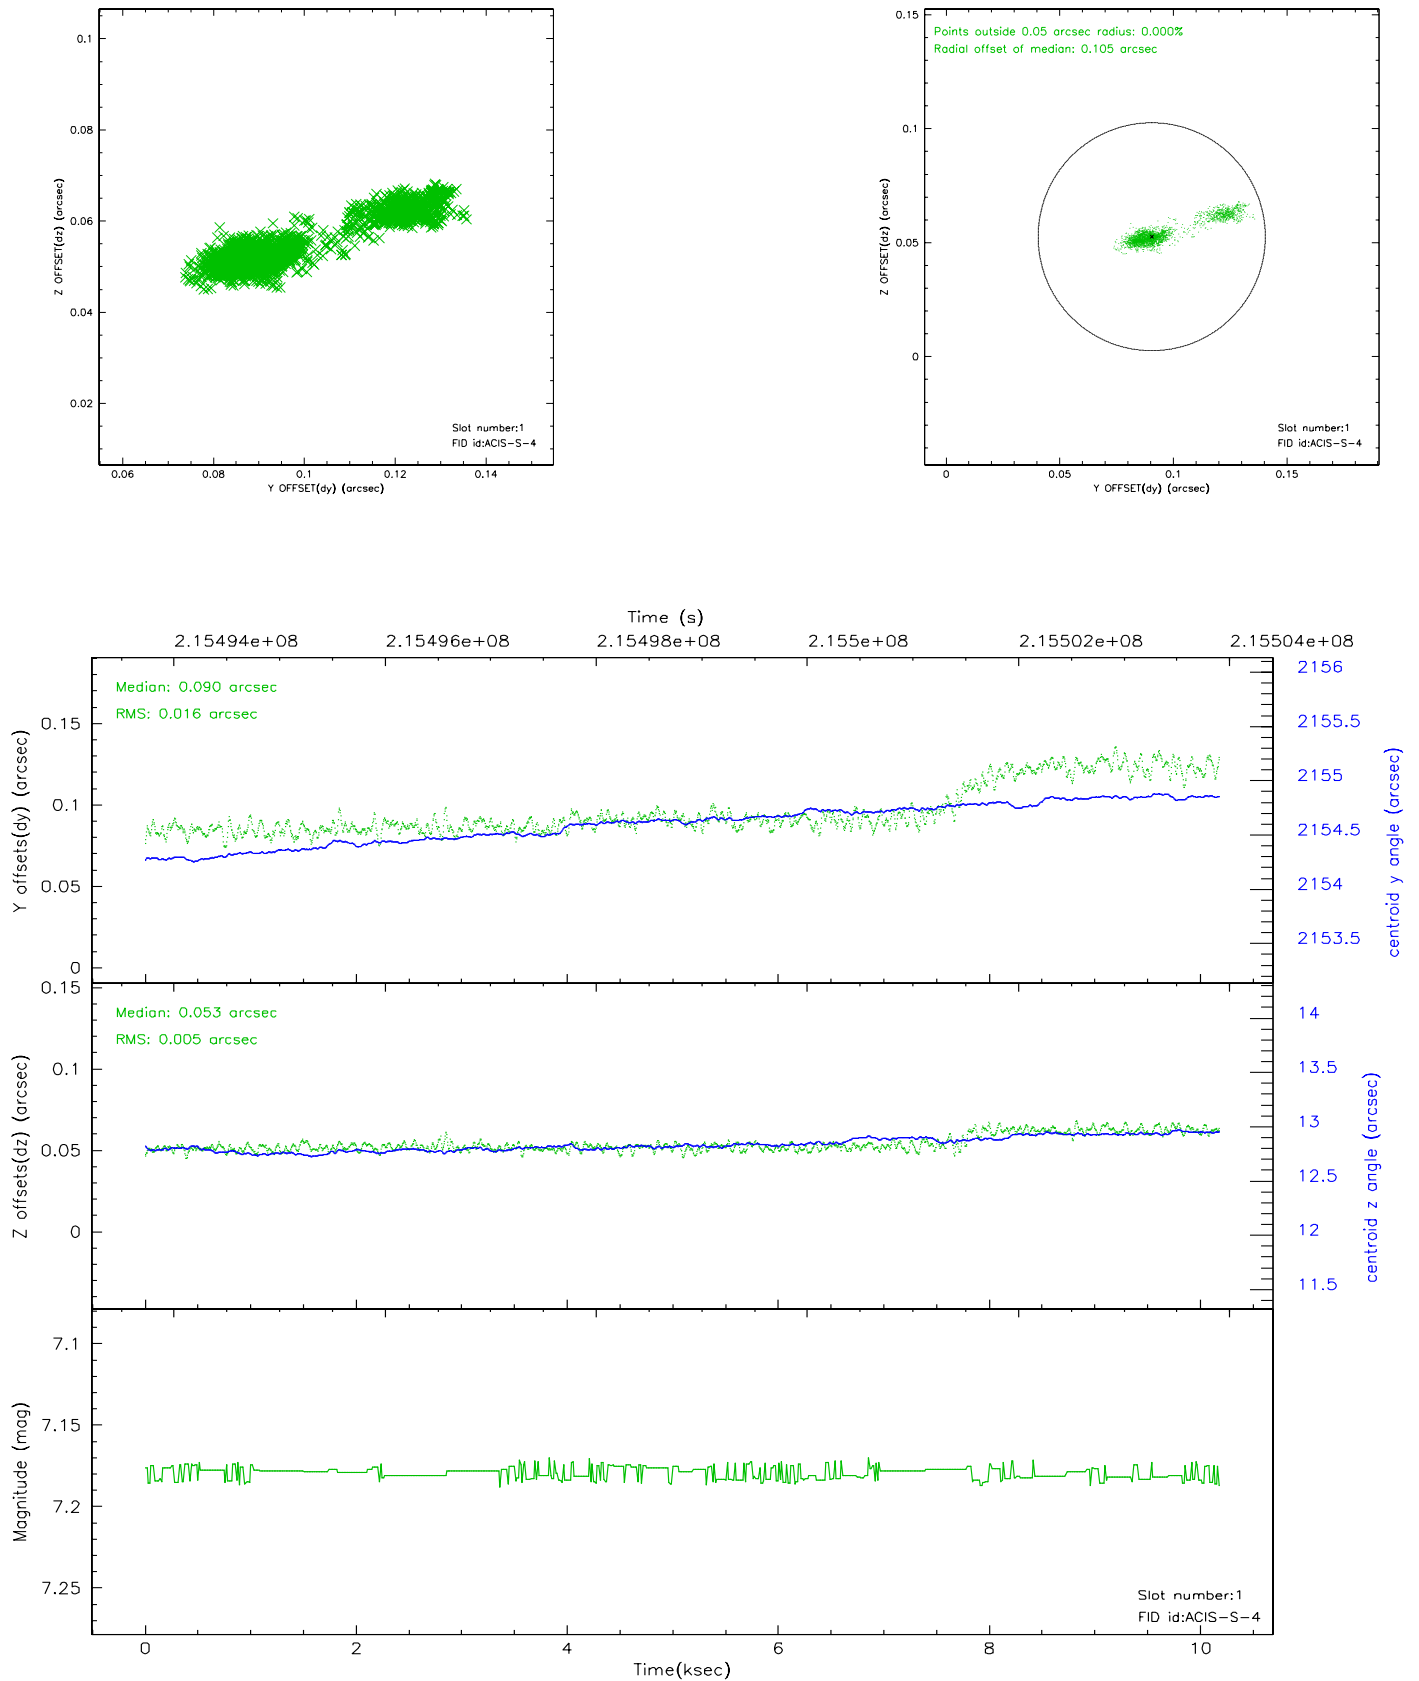 0.1
0.08
0.06
0.04
0.02
Z OFFSET(dz) (arcsec)
Slot number:1
FID id:ACIS-S-4
0.06 0.08 0.1 0.12 0.14
Y OFFSET(dy) (arcsec)
Points outside 0.05 arcsec radius: 0.000%
Radial offset of median: 0.105 arcsec
0.15
0.1
0.05
0
Z OFFSET(dz) (arcsec)
Slot number:1
FID id:ACIS-S-4
0 0.05 0.1 0.15
Y OFFSET(dy) (arcsec)
Time (s)
2.15494e+08 2.15496e+08 2.15498e+08 2.155e+08 2.15502e+08 2.15504e+08
Median: 0.090 arcsec
RMS: 0.016 arcsec
0.15
0.1
0.05
0
Y offsets(dy) (arcsec)
2156
2155.5
2155
2154.5
2154
2153.5
centroid y angle (arcsec)
Median: 0.053 arcsec
RMS: 0.005 arcsec
0.15
0.1
0.05
0
Z offsets(dz) (arcsec)
14
13.5
13
12.5
12
11.5
centroid z angle (arcsec)
7.1
7.15
7.2
7.25
Magnitude (mag)
Slot number:1
FID id:ACIS-S-4
0 2 4 6 8 10
Time(ksec)